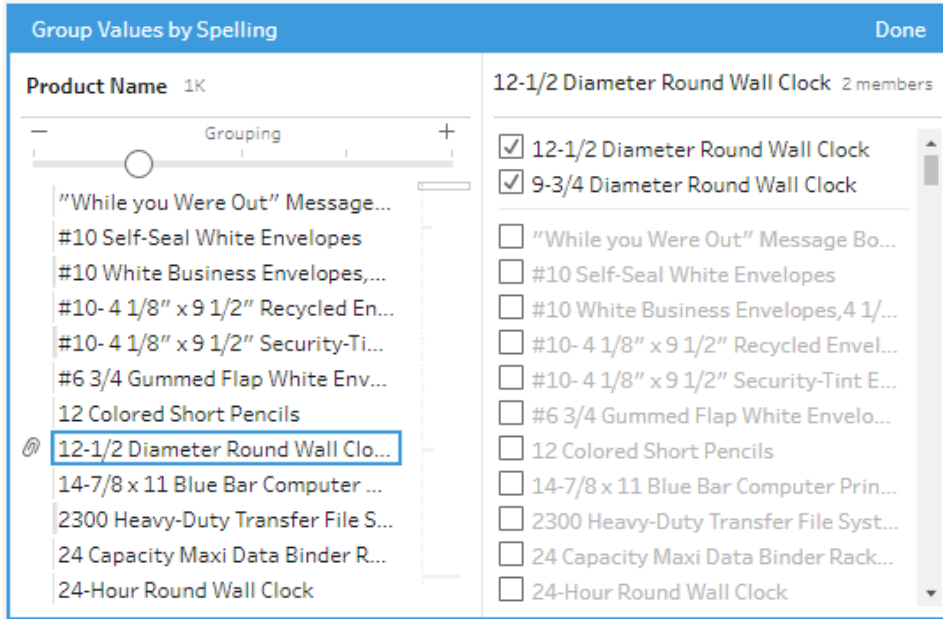 Group Values by Spelling Done
Product Name 1K
− Grouping +
"While you Were Out" Message...
#10 Self-Seal White Envelopes
#10 White Business Envelopes,...
#10- 4 1/8" x 9 1/2" Recycled En...
#10- 4 1/8" x 9 1/2" Security-Ti...
#6 3/4 Gummed Flap White Env...
12 Colored Short Pencils
12-1/2 Diameter Round Wall Clo...
14-7/8 x 11 Blue Bar Computer ...
2300 Heavy-Duty Transfer File S...
24 Capacity Maxi Data Binder R...
24-Hour Round Wall Clock
12-1/2 Diameter Round Wall Clock 2 members
12-1/2 Diameter Round Wall Clock
9-3/4 Diameter Round Wall Clock
"While you Were Out" Message Bo...
#10 Self-Seal White Envelopes
#10 White Business Envelopes,4 1/...
#10- 4 1/8" x 9 1/2" Recycled Envel...
#10- 4 1/8" x 9 1/2" Security-Tint E...
#6 3/4 Gummed Flap White Envelo...
12 Colored Short Pencils
14-7/8 x 11 Blue Bar Computer Prin...
2300 Heavy-Duty Transfer File Syst...
24 Capacity Maxi Data Binder Rack...
24-Hour Round Wall Clock